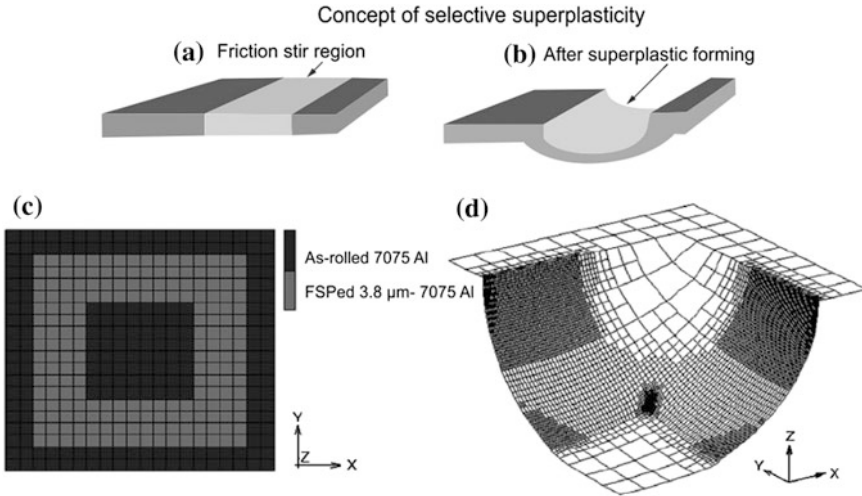 Concept of selective superplasticity
(a) Friction stir region
(b) After superplastic forming
(c)
As-rolled 7075 Al
FSPed 3.8 μm- 7075 Al
Y
Z
X
(d)
Z
Y
X